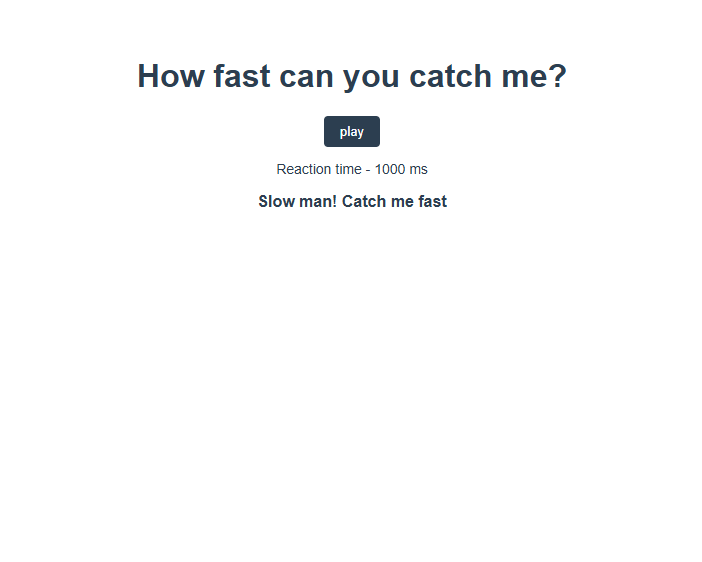 How fast can you catch me?
play
Reaction time - 1000 ms
Slow man! Catch me fast